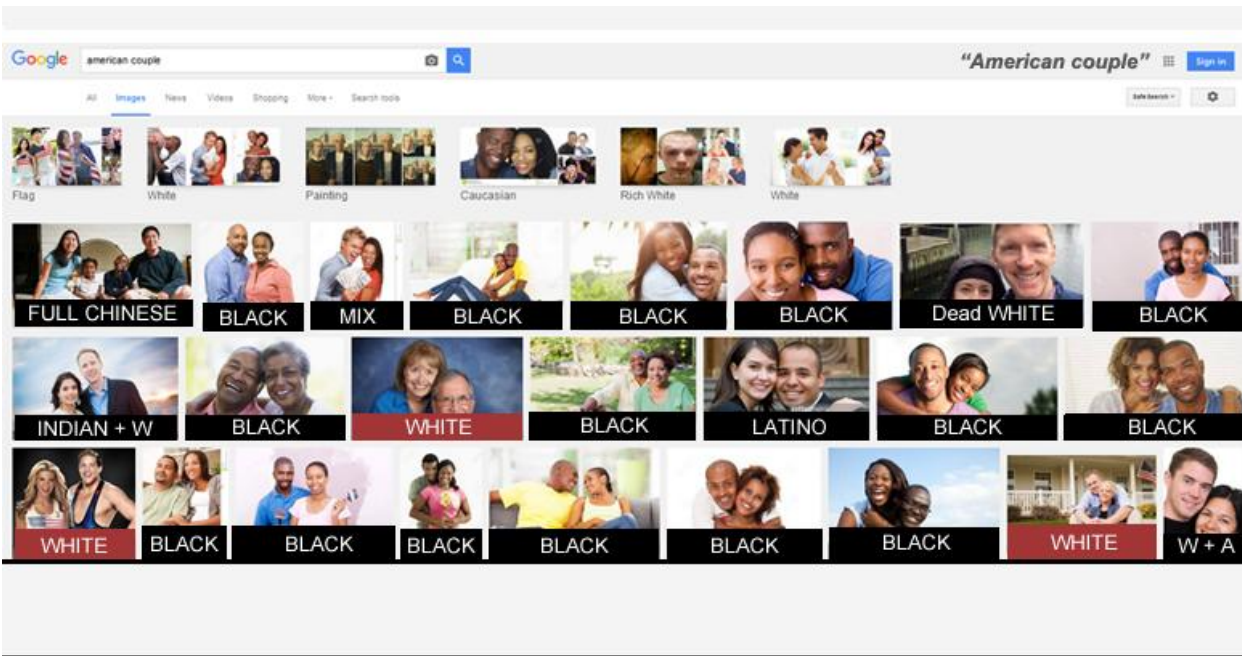 Google american couple "American couple" Sign in
All Images News Videos Shopping More Search tools SafeSearch
Flag White Painting Caucasian Rich White White
FULL CHINESE BLACK MIX BLACK BLACK BLACK Dead WHITE BLACK
INDIAN + W BLACK WHITE BLACK LATINO BLACK BLACK
WHITE BLACK BLACK BLACK BLACK BLACK BLACK WHITE W + A